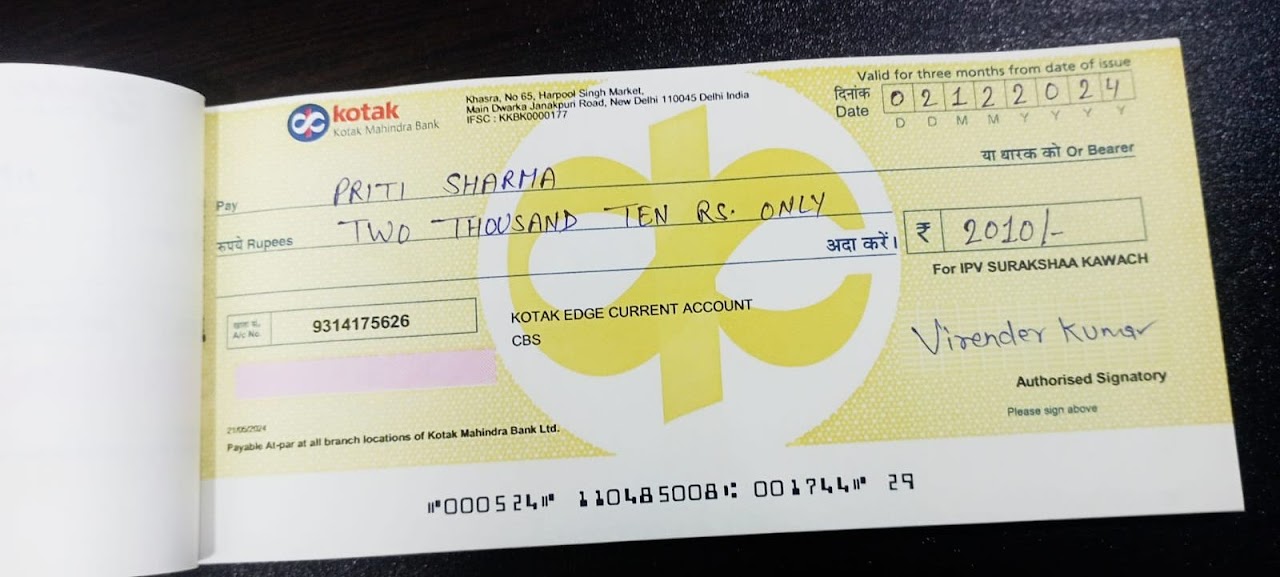 kotak
Kotak Mahindra Bank
Khasra, No 65, Harpool Singh Market,
Main Dwarka Janakpuri Road, New Delhi 110045 Delhi India
IFSC : KKBK0000177
Valid for three months from date of issue
दिनांक
Date 0 2 1 2 2 0 2 4
D D M M Y Y Y Y
या धारक को Or Bearer
Pay PRITI SHARMA
रुपये Rupees TWO THOUSAND TEN RS. ONLY
अदा करें। ₹ 2010/-
For IPV SURAKSHAA KAWACH
खाता सं.
A/c No. 9314175626
KOTAK EDGE CURRENT ACCOUNT
CBS
Virender Kumar
Authorised Signatory
Please sign above
21/05/2024
Payable At-par at all branch locations of Kotak Mahindra Bank Ltd.
⑈000524⑈ 110485008⑆ 001744⑈ 29